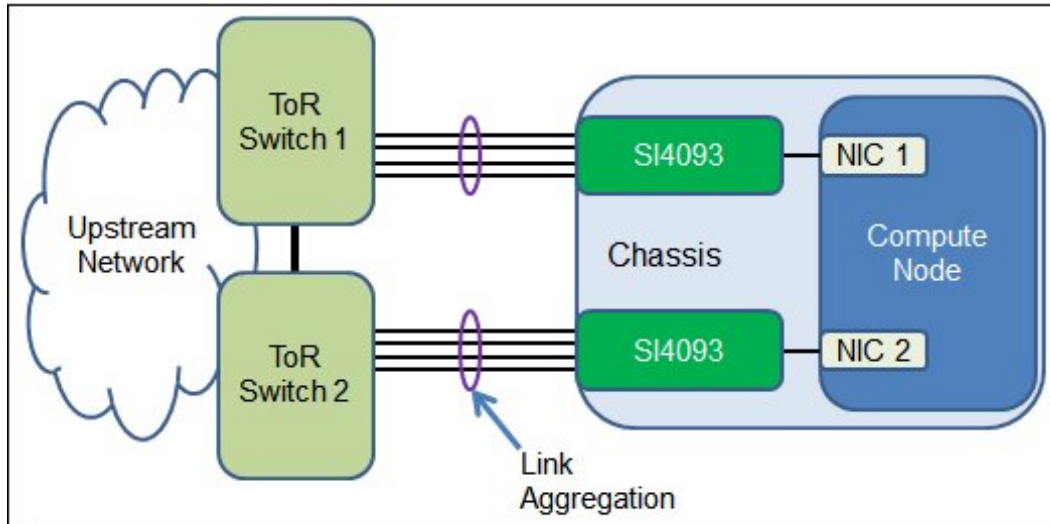 ToR
Switch 1
SI4093
NIC 1
Upstream
Network
Chassis
Compute
Node
ToR
Switch 2
SI4093
NIC 2
Link
Aggregation